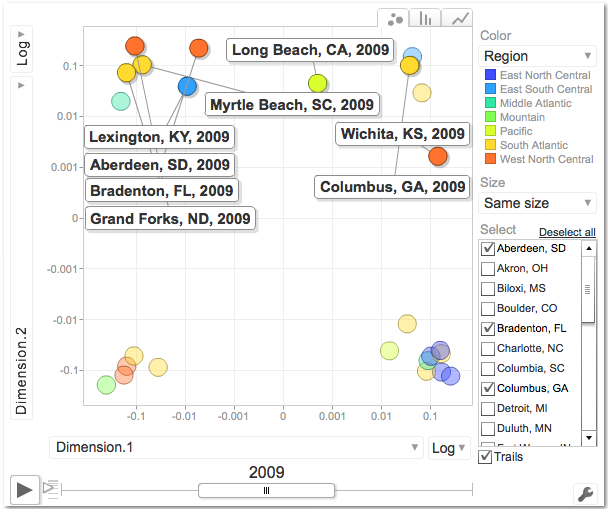 Color
Region
East North Central
East South Central
Middle Atlantic
Mountain
Pacific
South Atlantic
West North Central
Size
Same size
Select
Deselect all
Aberdeen, SD
Akron, OH
Biloxi, MS
Boulder, CO
Bradenton, FL
Charlotte, NC
Columbia, SC
Columbus, GA
Detroit, MI
Duluth, MN
Trails
Log
Dimension.2
0.1
0.01
0.001
0
-0.001
-0.01
-0.1
Long Beach, CA, 2009
Myrtle Beach, SC, 2009
Lexington, KY, 2009
Wichita, KS, 2009
Aberdeen, SD, 2009
Bradenton, FL, 2009
Columbus, GA, 2009
Grand Forks, ND, 2009
-0.1
-0.01
-0.001
0
0.001
0.01
0.1
Dimension.1
Log
2009